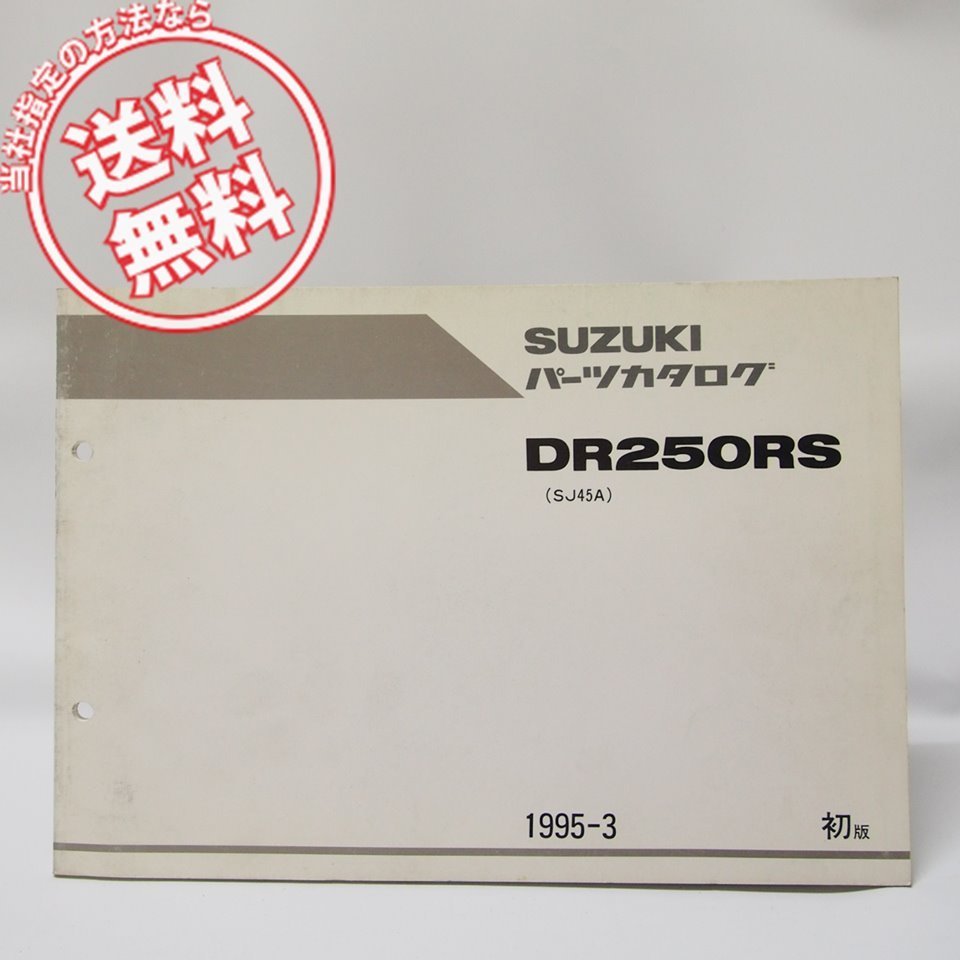 当社指定の方法なら
送料
無料
SUZUKI
パーツカタログ
DR250RS
(SJ45A)
1995-3 初版